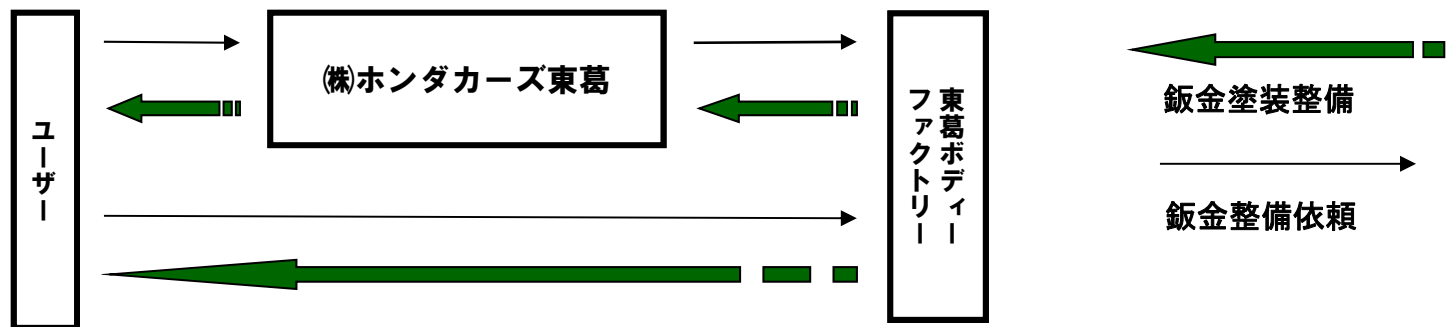 ユーザー
㈱ホンダカーズ東葛
東葛ボディー
ファクトリー
鈑金塗装整備
鈑金整備依頼